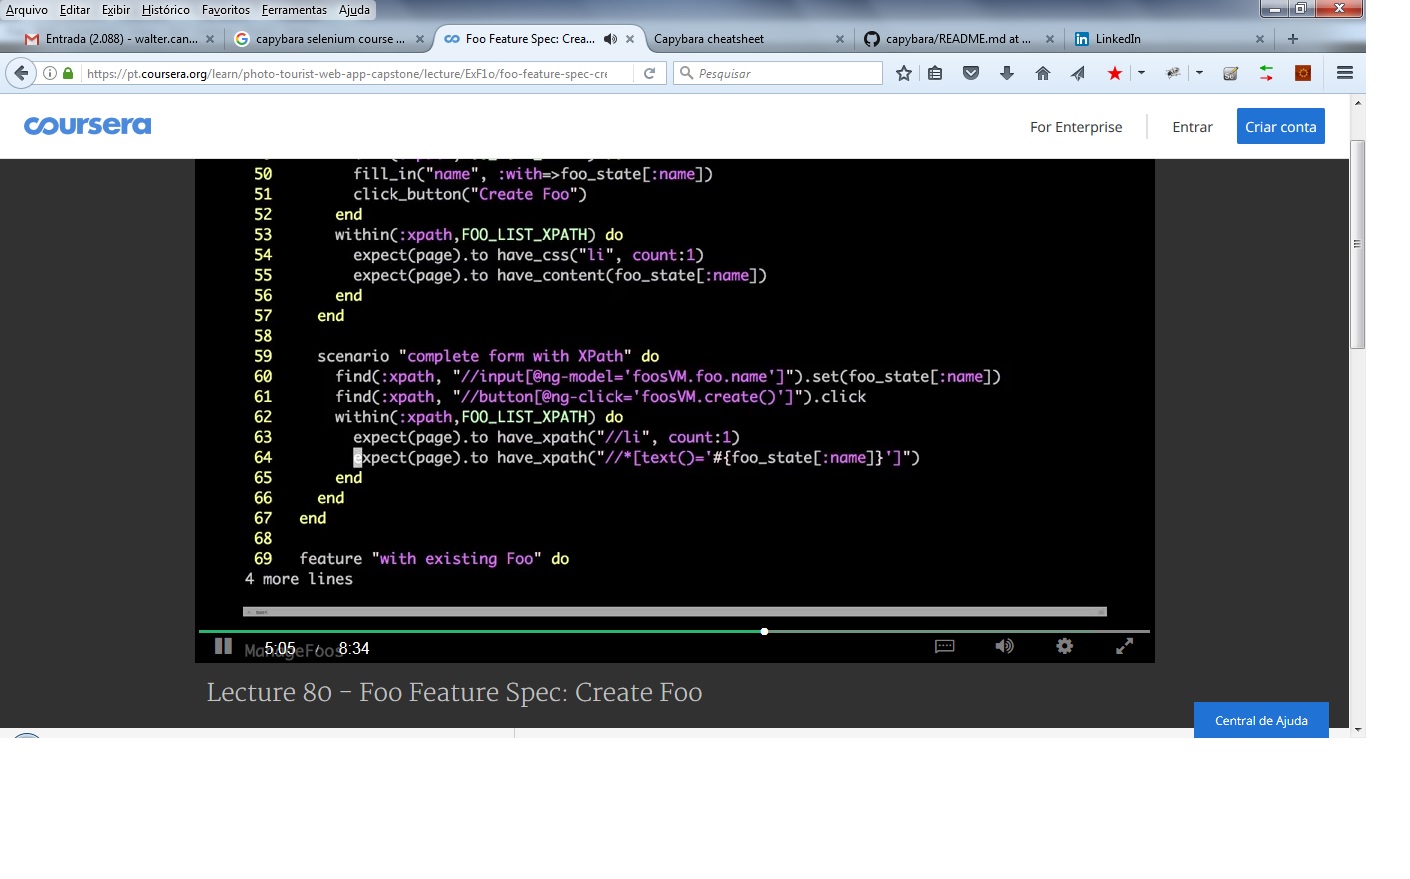 Arquivo Editar Exibir Histórico Favoritos Ferramentas Ajuda
Entrada (2.088) - walter.can... capybara selenium course ... Foo Feature Spec: Crea... Capybara cheatsheet capybara/README.md at ... LinkedIn
https://pt.coursera.org/learn/photo-tourist-web-app-capstone/lecture/ExF1o/foo-feature-spec-cre Pesquisar
coursera For Enterprise Entrar Criar conta
50 fill_in("name", :with=>foo_state[:name])
51 click_button("Create Foo")
52 end
53 within(:xpath,FOO_LIST_XPATH) do
54 expect(page).to have_css("li", count:1)
55 expect(page).to have_content(foo_state[:name])
56 end
57 end
58
59 scenario "complete form with XPath" do
60 find(:xpath, "//input[@ng-model='foosVM.foo.name']").set(foo_state[:name])
61 find(:xpath, "//button[@ng-click='foosVM.create()']").click
62 within(:xpath,FOO_LIST_XPATH) do
63 expect(page).to have_xpath("//li", count:1)
64 expect(page).to have_xpath("//*[text()='#{foo_state[:name]}']")
65 end
66 end
67 end
68
69 feature "with existing Foo" do
4 more lines
ManageFoos
5:05 / 8:34
Lecture 80 - Foo Feature Spec: Create Foo
Central de Ajuda